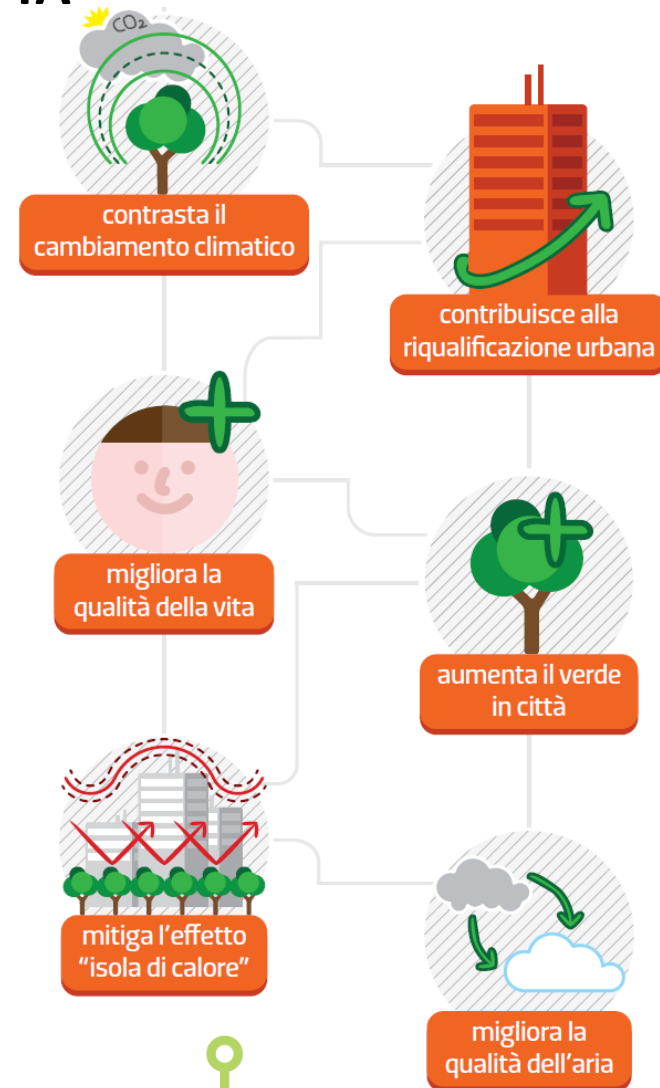 CO₂
contrasta il
cambiamento climatico
contribuisce alla
riqualificazione urbana
migliora la
qualità della vita
aumenta il verde
in città
mitiga l'effetto
“isola di calore”
migliora la
qualità dell'aria